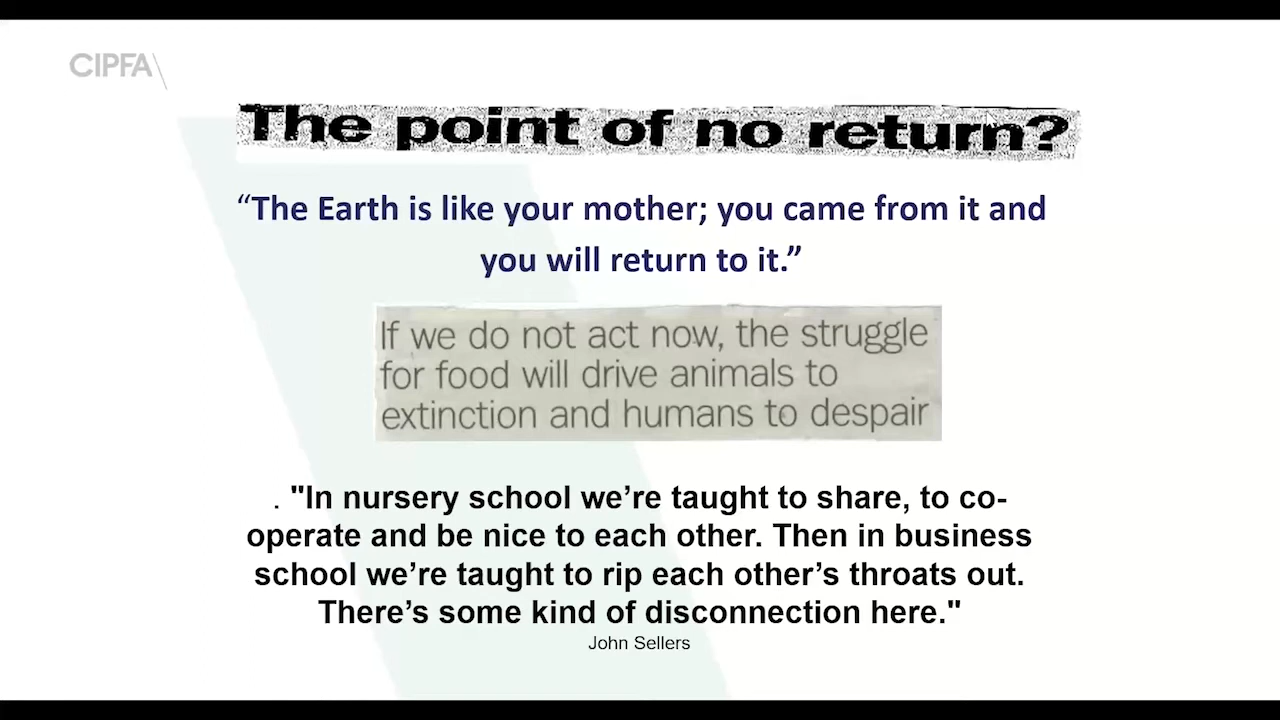 CIPFA\
The point of no return?
“The Earth is like your mother; you came from it and
you will return to it.”
If we do not act now, the struggle
for food will drive animals to
extinction and humans to despair
. "In nursery school we’re taught to share, to co-
operate and be nice to each other. Then in business
school we’re taught to rip each other’s throats out.
There’s some kind of disconnection here."
John Sellers